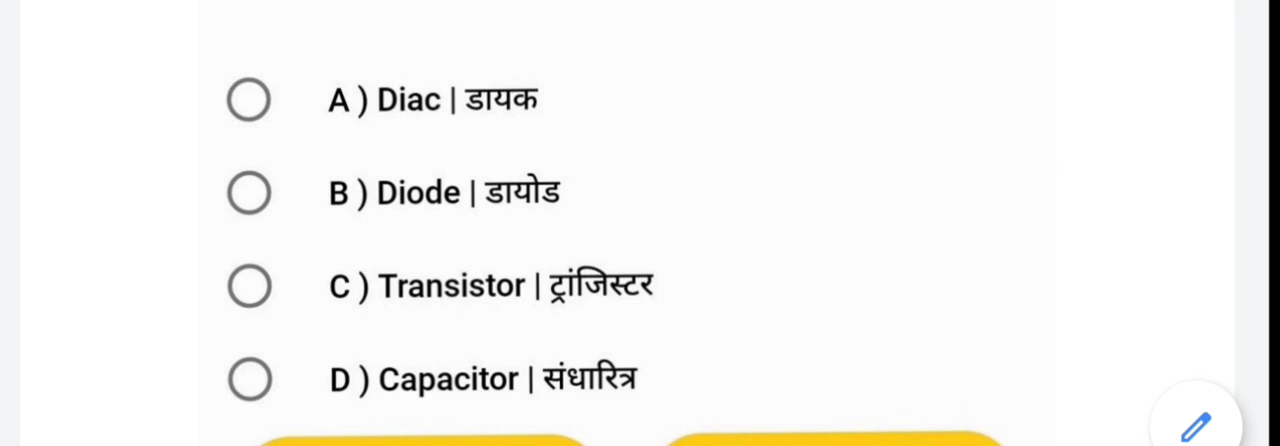 A ) Diac | डायक
B ) Diode | डायोड
C ) Transistor | ट्रांजिस्टर
D ) Capacitor | संधारित्र